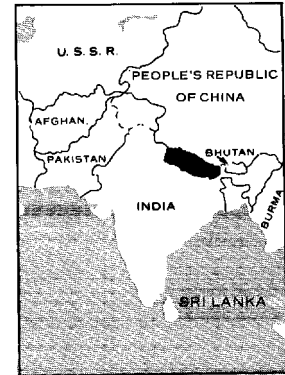 U. S. S. R.
PEOPLE'S REPUBLIC
OF CHINA
AFGHAN.
PAKISTAN
BHUTAN
INDIA
BURMA
SRI LANKA